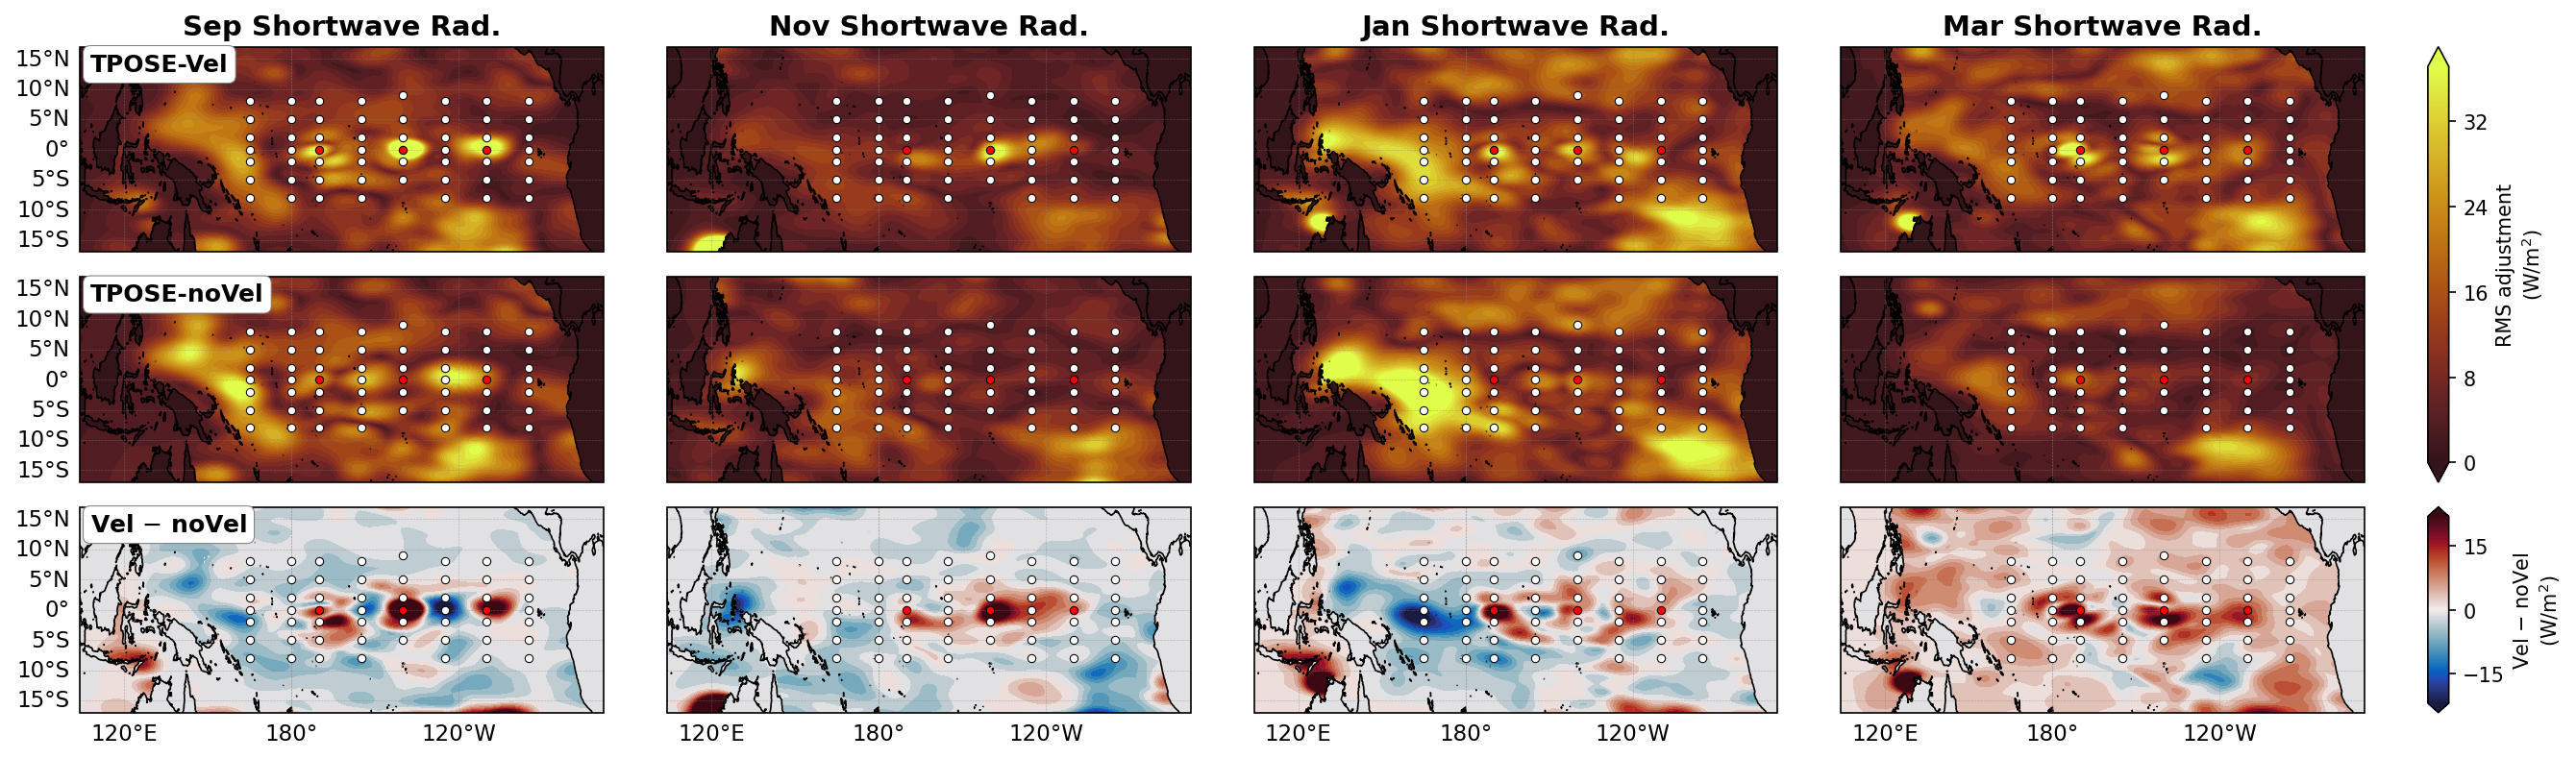 Sep Shortwave Rad.
Nov Shortwave Rad.
Jan Shortwave Rad.
Mar Shortwave Rad.
TPOSE-Vel
15°N
10°N
5°N
0°
5°S
10°S
15°S
TPOSE-noVel
15°N
10°N
5°N
0°
5°S
10°S
15°S
32
24
16
8
0
RMS adjustment
(W/m²)
Vel − noVel
15°N
10°N
5°N
0°
5°S
10°S
15°S
15
0
−15
Vel − noVel
(W/m²)
120°E
180°
120°W
120°E
180°
120°W
120°E
180°
120°W
120°E
180°
120°W